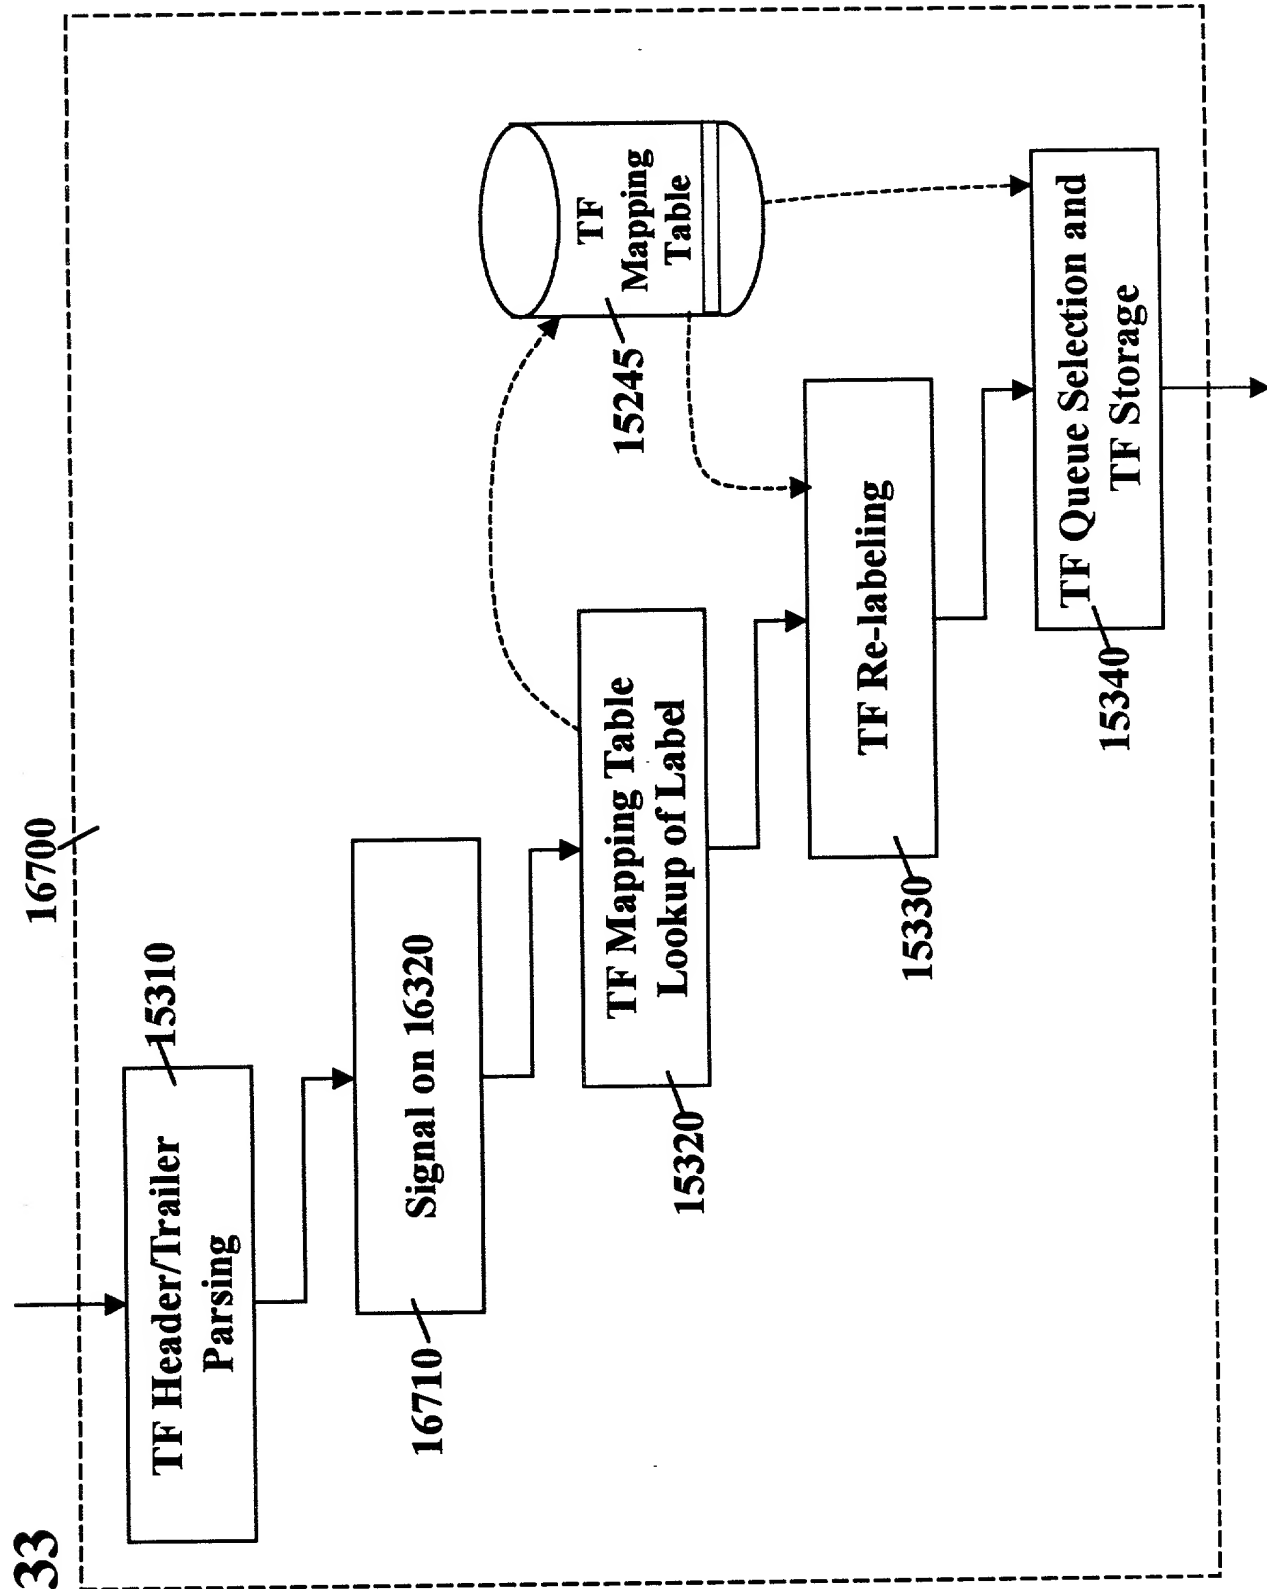 33
16700
TF Header/Trailer
Parsing
15310
Signal on 16320
16710
TF Mapping Table
Lookup of Label
15320
TF
Mapping
Table
15245
TF Re-labeling
15330
TF Queue Selection and
TF Storage
15340